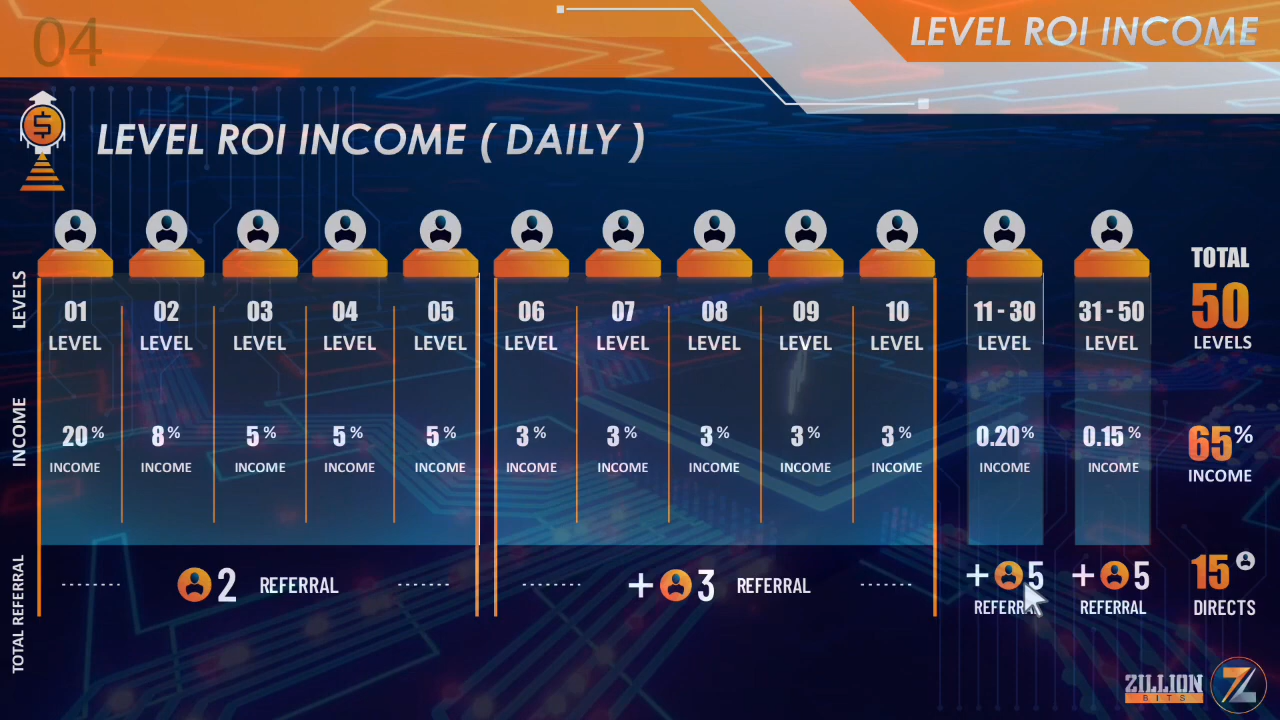 04
LEVEL ROI INCOME
LEVEL ROI INCOME ( DAILY )
LEVELS
01 LEVEL
02 LEVEL
03 LEVEL
04 LEVEL
05 LEVEL
06 LEVEL
07 LEVEL
08 LEVEL
09 LEVEL
10 LEVEL
11 - 30 LEVEL
31 - 50 LEVEL
TOTAL
50
LEVELS
INCOME
20% INCOME
8% INCOME
5% INCOME
5% INCOME
5% INCOME
3% INCOME
3% INCOME
3% INCOME
3% INCOME
3% INCOME
0.20% INCOME
0.15% INCOME
65%
INCOME
TOTAL REFERRAL
2 REFERRAL
+ 3 REFERRAL
+ 5
REFERRAL
+ 5
REFERRAL
15
DIRECTS
ZILLION
BITS